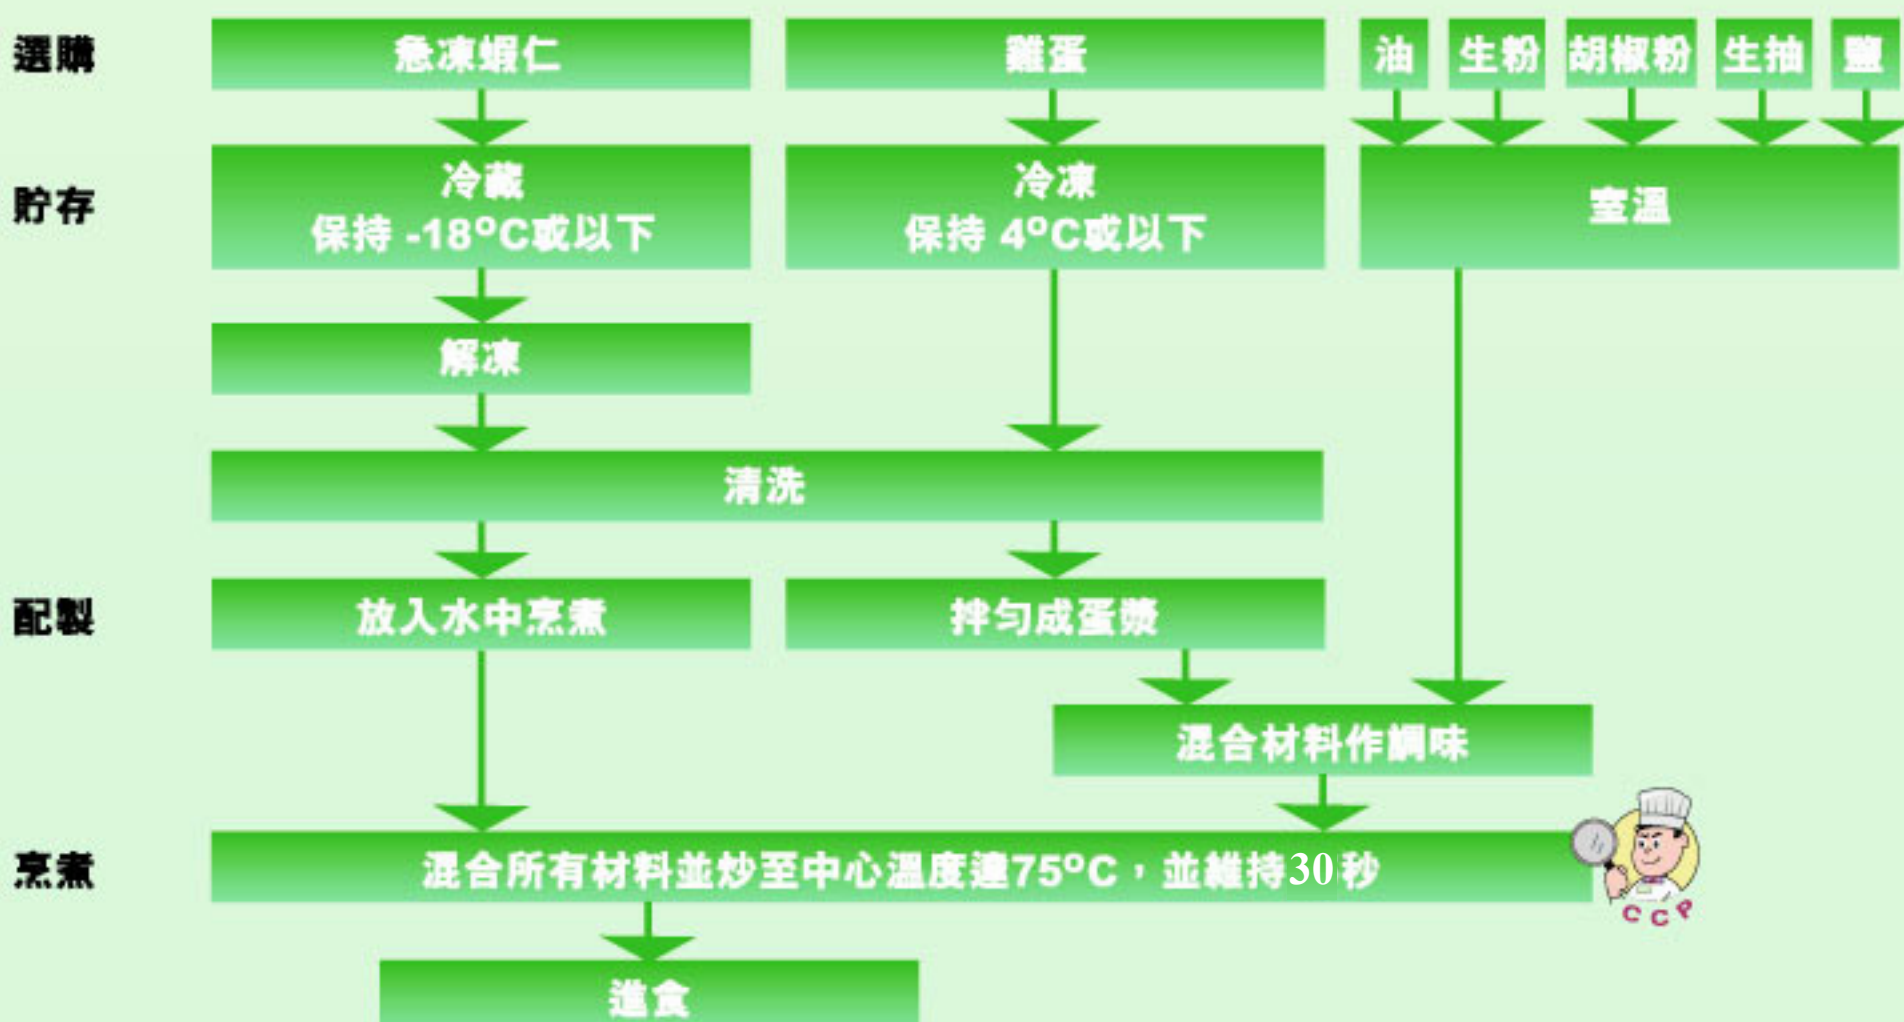 選購
急凍蝦仁
雞蛋
油
生粉
胡椒粉
生抽
鹽
貯存
冷藏
保持 -18°C或以下
冷凍
保持 4°C或以下
室溫
解凍
清洗
配製
放入水中烹煮
拌勻成蛋漿
混合材料作調味
烹煮
混合所有材料並炒至中心溫度達75°C，並維持30秒
CCP
進食